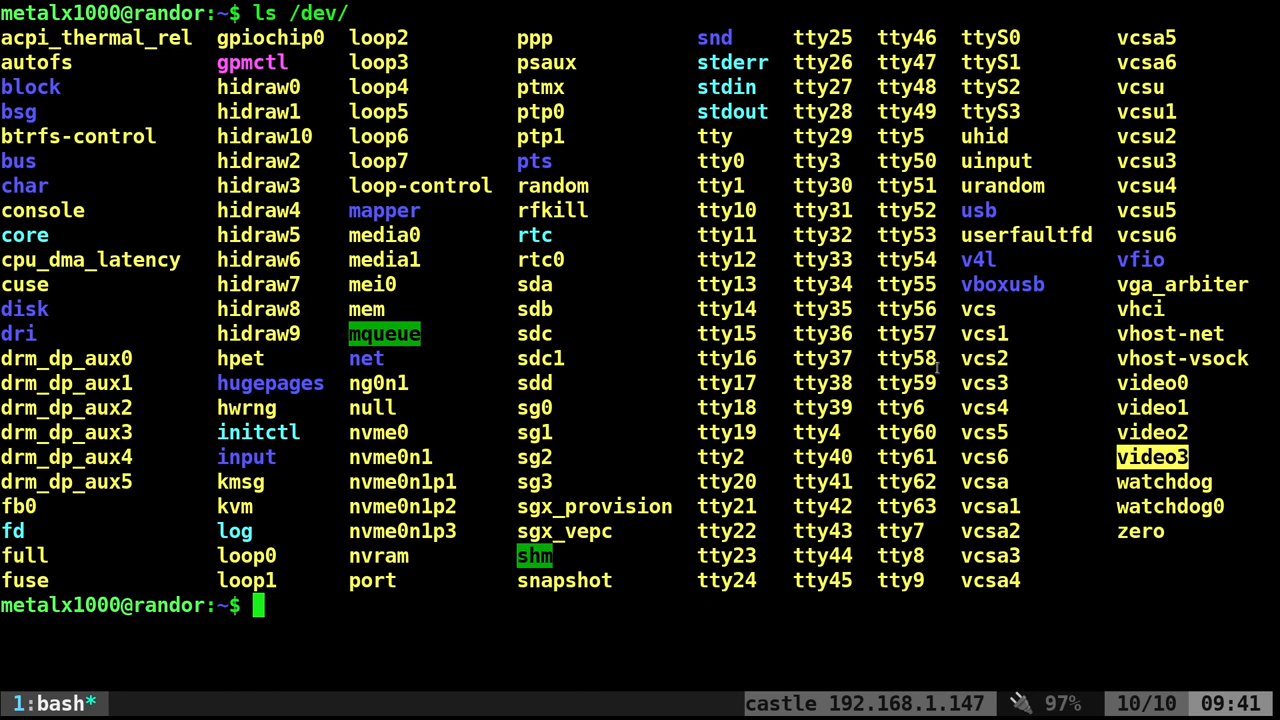 metalx1000@randor:~$ ls /dev/
acpi_thermal_rel gpiochip0 loop2 ppp snd tty25 tty46 ttyS0 vcsa5
autofs gpmctl loop3 psaux stderr tty26 tty47 ttyS1 vcsa6
block hidraw0 loop4 ptmx stdin tty27 tty48 ttyS2 vcsu
bsg hidraw1 loop5 ptp0 stdout tty28 tty49 ttyS3 vcsu1
btrfs-control hidraw10 loop6 ptp1 tty tty29 tty5 uhid vcsu2
bus hidraw2 loop7 pts tty0 tty3 tty50 uinput vcsu3
char hidraw3 loop-control random tty1 tty30 tty51 urandom vcsu4
console hidraw4 mapper rfkill tty10 tty31 tty52 usb vcsu5
core hidraw5 media0 rtc tty11 tty32 tty53 userfaultfd vcsu6
cpu_dma_latency hidraw6 media1 rtc0 tty12 tty33 tty54 v4l vfio
cuse hidraw7 mei0 sda tty13 tty34 tty55 vboxusb vga_arbiter
disk hidraw8 mem sdb tty14 tty35 tty56 vcs vhci
dri hidraw9 mqueue sdc tty15 tty36 tty57 vcs1 vhost-net
drm_dp_aux0 hpet net sdc1 tty16 tty37 tty58 vcs2 vhost-vsock
drm_dp_aux1 hugepages ng0n1 sdd tty17 tty38 tty59 vcs3 video0
drm_dp_aux2 hwrng null sg0 tty18 tty39 tty6 vcs4 video1
drm_dp_aux3 initctl nvme0 sg1 tty19 tty4 tty60 vcs5 video2
drm_dp_aux4 input nvme0n1 sg2 tty2 tty40 tty61 vcs6 video3
drm_dp_aux5 kmsg nvme0n1p1 sg3 tty20 tty41 tty62 vcsa watchdog
fb0 kvm nvme0n1p2 sgx_provision tty21 tty42 tty63 vcsa1 watchdog0
fd log nvme0n1p3 sgx_vepc tty22 tty43 tty7 vcsa2 zero
full loop0 nvram shm tty23 tty44 tty8 vcsa3
fuse loop1 port snapshot tty24 tty45 tty9 vcsa4
metalx1000@randor:~$
1:bash* castle 192.168.1.147 🔌 97% 10/10 09:41